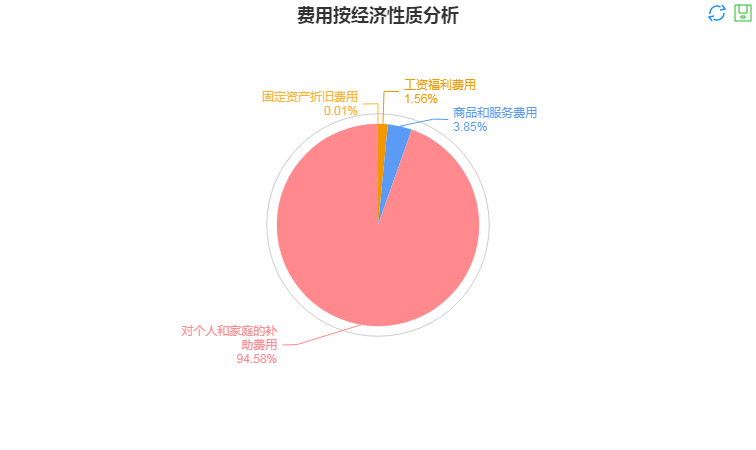 费用按经济性质分析
工资福利费用
1.56%
固定资产折旧费用
0.01%
商品和服务费用
3.85%
对个人和家庭的补
助费用
94.58%